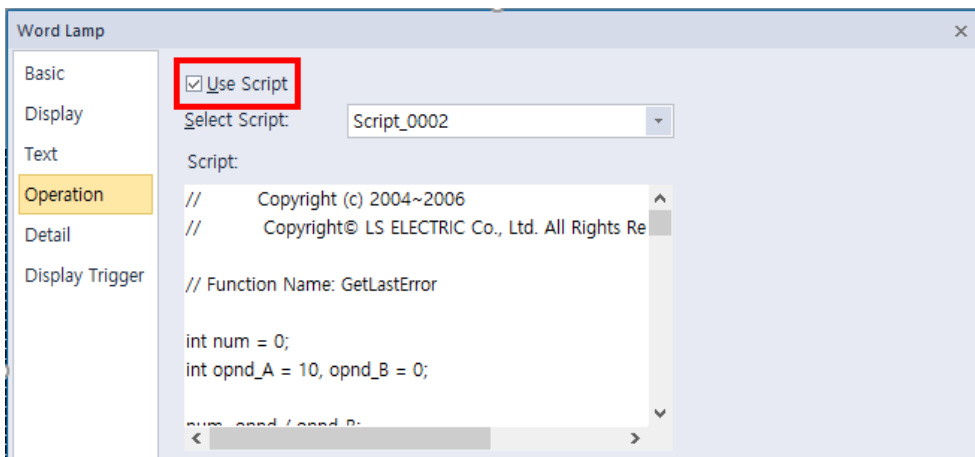 Word Lamp
Basic
Display
Text
Operation
Detail
Display Trigger
Use Script
Select Script: Script_0002
Script:
// Copyright (c) 2004~2006
// Copyright© LS ELECTRIC Co., Ltd. All Rights Re
// Function Name: GetLastError
int num = 0;
int opnd_A = 10, opnd_B = 0;